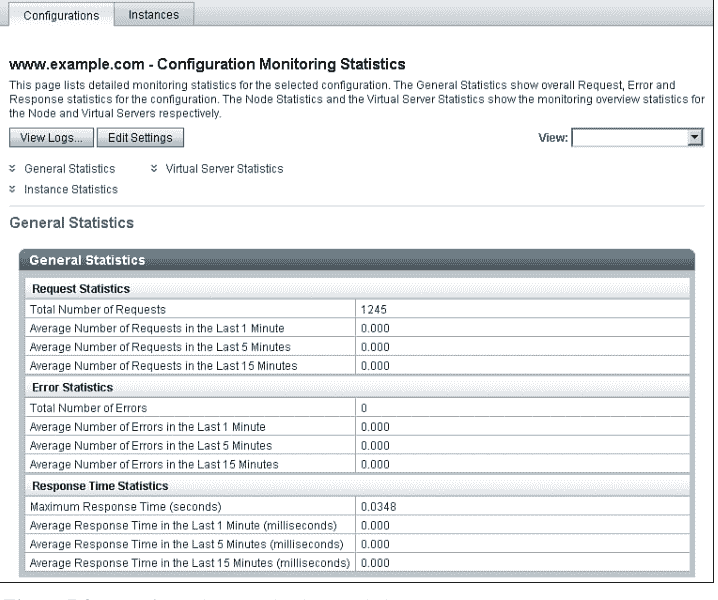 Configurations
Instances
www.example.com - Configuration Monitoring Statistics
This page lists detailed monitoring statistics for the selected configuration. The General Statistics show overall Request, Error and
Response statistics for the configuration. The Node Statistics and the Virtual Server Statistics show the monitoring overview statistics for
the Node and Virtual Servers respectively.
View Logs... Edit Settings View:
General Statistics Virtual Server Statistics
Instance Statistics
General Statistics
General Statistics
Request Statistics
Total Number of Requests 1245
Average Number of Requests in the Last 1 Minute 0.000
Average Number of Requests in the Last 5 Minutes 0.000
Average Number of Requests in the Last 15 Minutes 0.000
Error Statistics
Total Number of Errors 0
Average Number of Errors in the Last 1 Minute 0.000
Average Number of Errors in the Last 5 Minutes 0.000
Average Number of Errors in the Last 15 Minutes 0.000
Response Time Statistics
Maximum Response Time (seconds) 0.0348
Average Response Time in the Last 1 Minute (milliseconds) 0.000
Average Response Time in the Last 5 Minutes (milliseconds) 0.000
Average Response Time in the Last 15 Minutes (milliseconds) 0.000